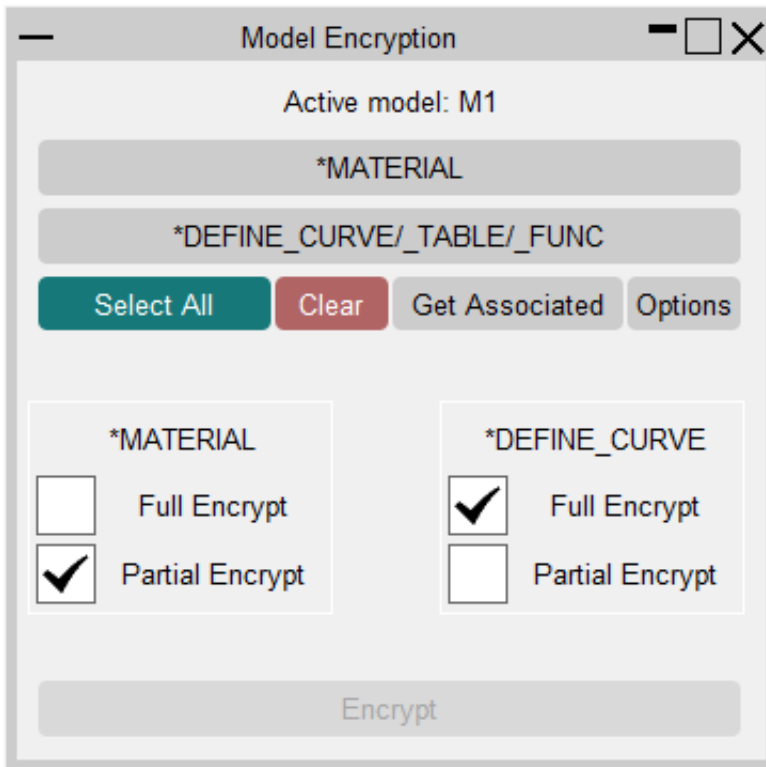 Model Encryption
Active model: M1
*MATERIAL
*DEFINE_CURVE/_TABLE/_FUNC
Select All Clear Get Associated Options
*MATERIAL
Full Encrypt
Partial Encrypt
*DEFINE_CURVE
Full Encrypt
Partial Encrypt
Encrypt